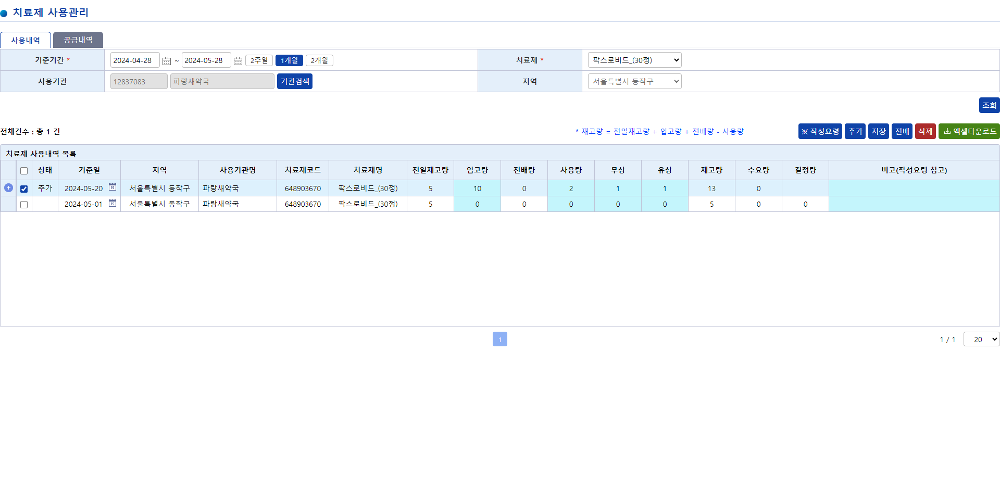 치료제 사용관리
사용내역 공급내역
기준기간 * 2024-04-28 ~ 2024-05-28 2주일 1개월 2개월 치료제 * 팍스로비드_(30정)
사용기관 12837083 파랑새약국 기관검색 지역 서울특별시 동작구
조회
전체건수 : 총 1 건 * 재고량 = 전일재고량 + 입고량 + 전배량 - 사용량 ※ 작성요령 추가 저장 전배 삭제 엑셀다운로드
치료제 사용내역 목록
상태 기준일 지역 사용기관명 치료제코드 치료제명 전일재고량 입고량 전배량 사용량 무상 유상 재고량 수요량 결정량 비고(작성요령 참고)
추가 2024-05-20 15 서울특별시 동작구 파랑새약국 648903670 팍스로비드_(30정) 5 10 0 2 1 1 13 0
2024-05-01 15 서울특별시 동작구 파랑새약국 648903670 팍스로비드_(30정) 5 0 0 0 0 0 5 0 0
1 1 / 1 20